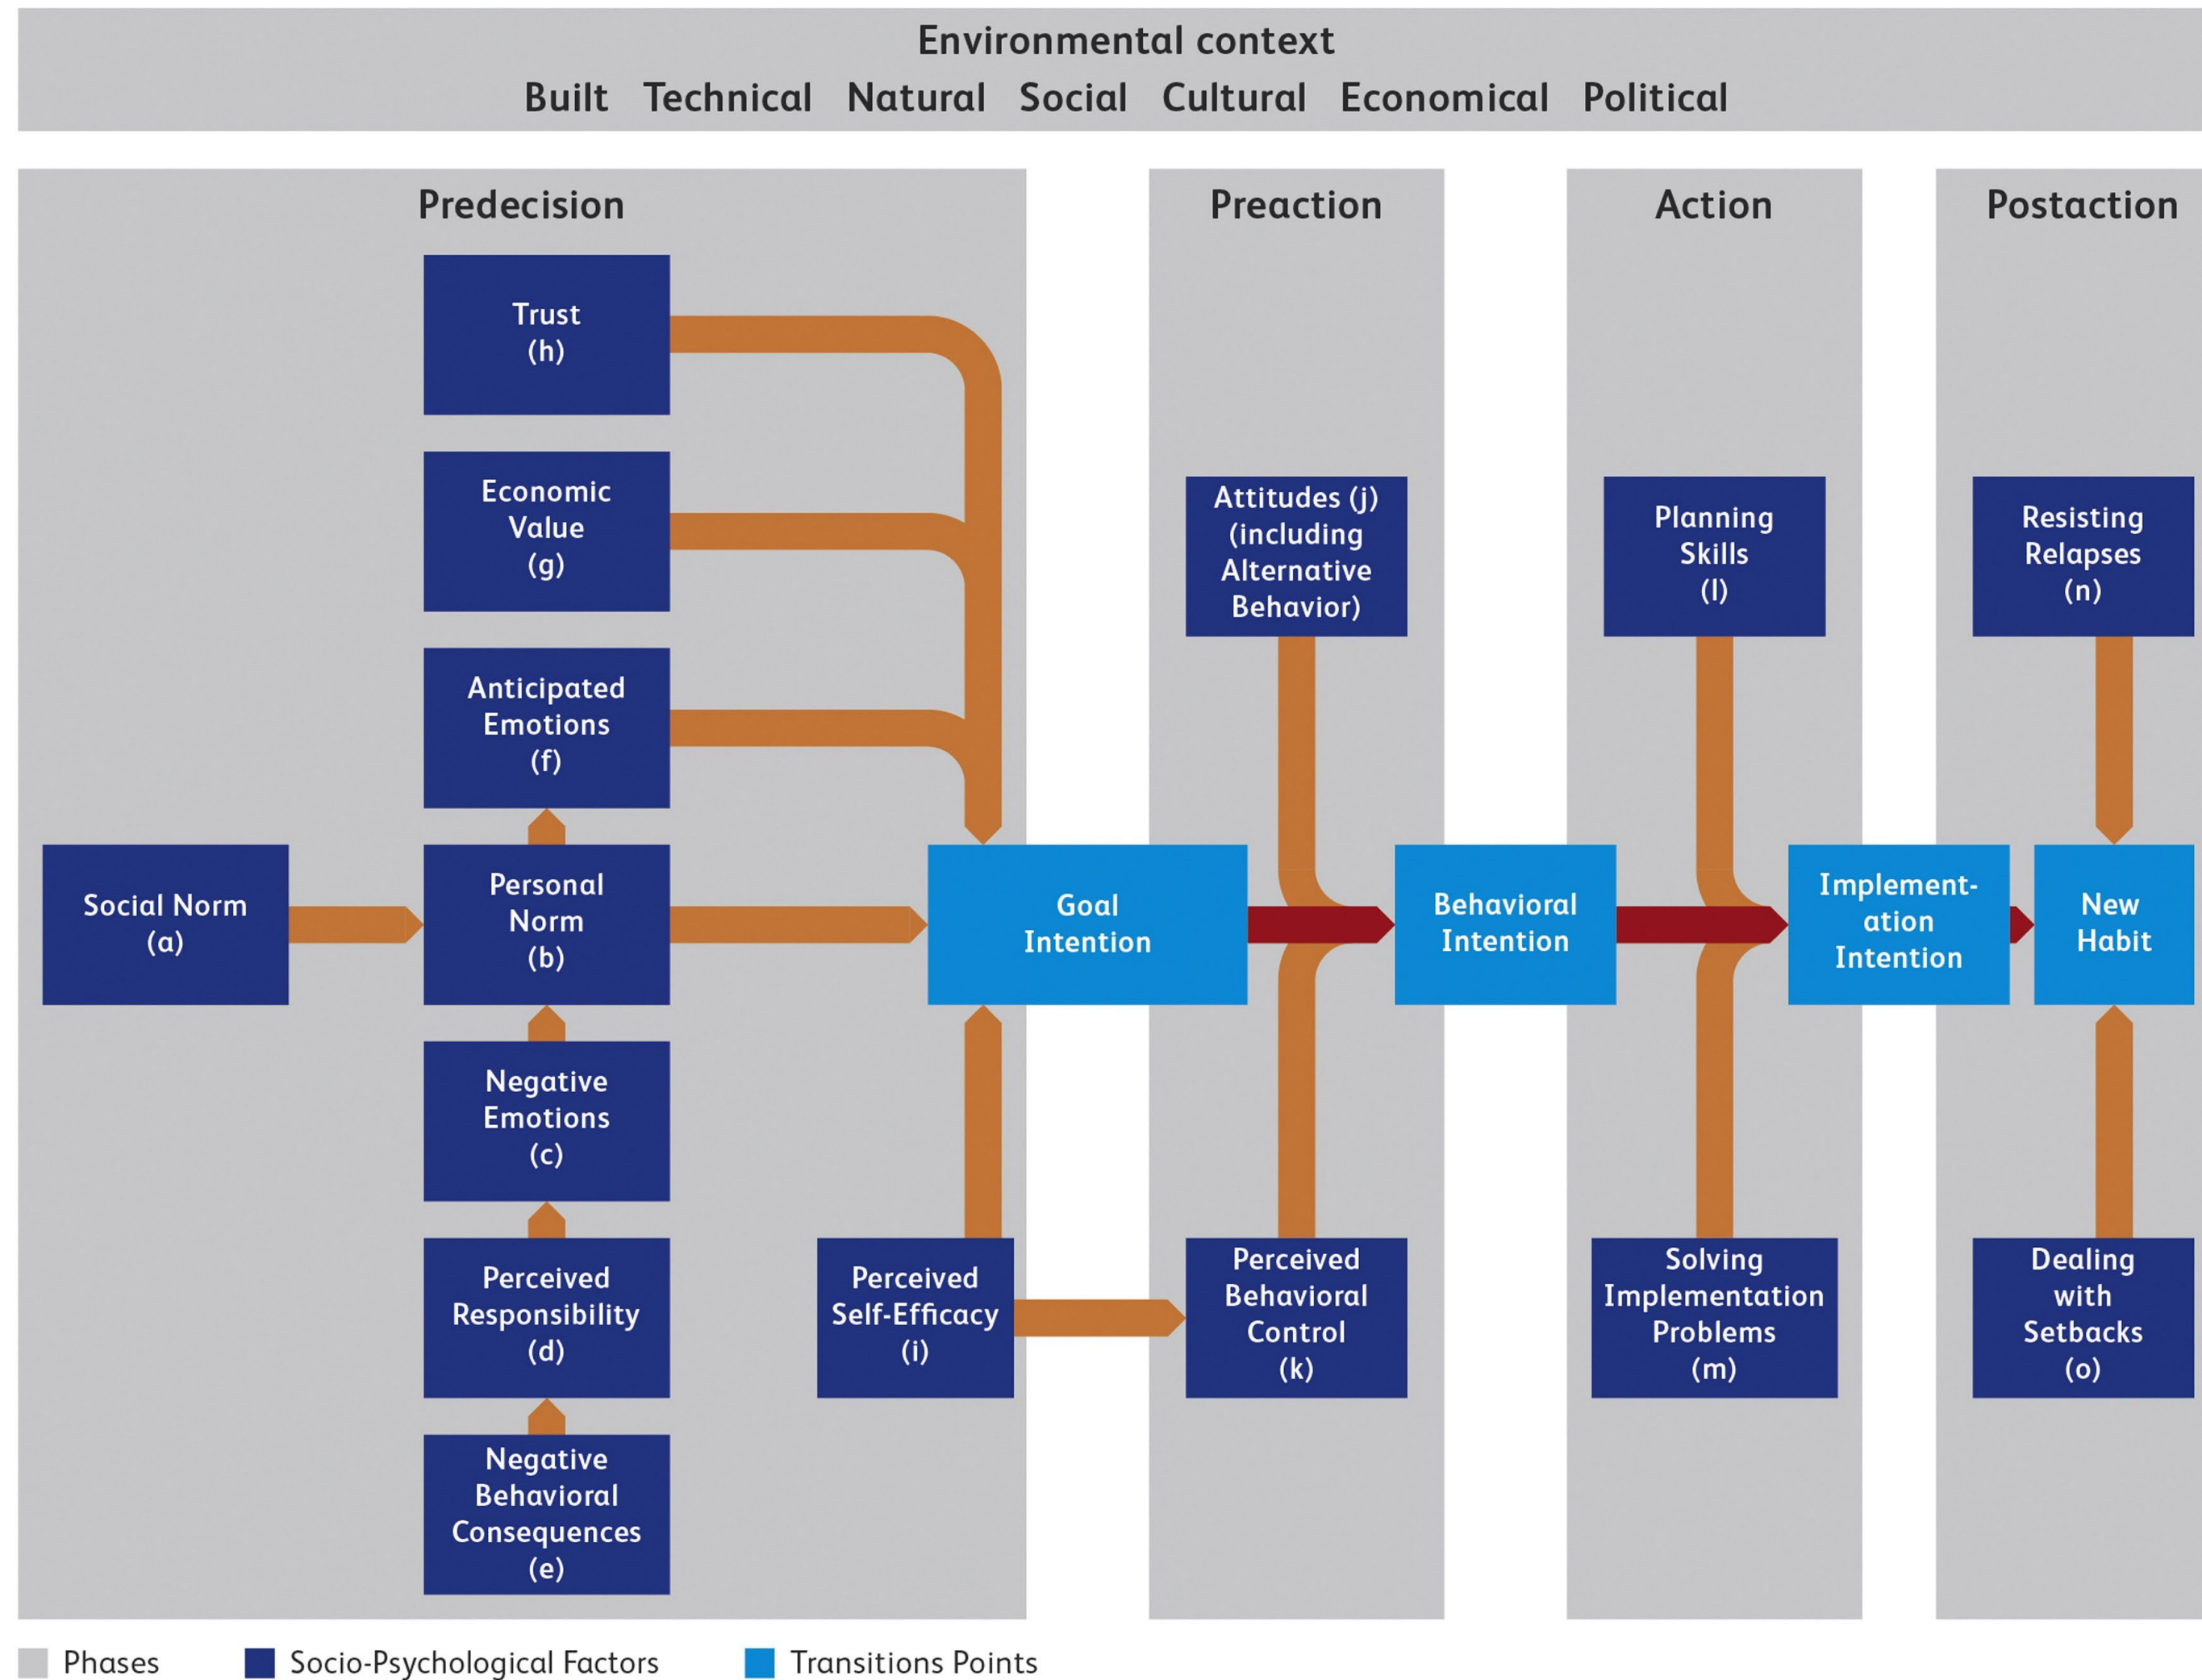 Environmental context
Built Technical Natural Social Cultural Economical Political
Predecision
Trust
(h)
Economic
Value
(g)
Anticipated
Emotions
(f)
Social Norm
(a)
Personal
Norm
(b)
Negative
Emotions
(c)
Perceived
Responsibility
(d)
Negative
Behavioral
Consequences
(e)
Perceived
Self-Efficacy
(i)
Goal
Intention
Preaction
Attitudes (j)
(including
Alternative
Behavior)
Perceived
Behavioral
Control
(k)
Behavioral
Intention
Action
Planning
Skills
(l)
Solving
Implementation
Problems
(m)
Implement-
ation
Intention
Postaction
Resisting
Relapses
(n)
New
Habit
Dealing
with
Setbacks
(o)
Phases
Socio-Psychological Factors
Transitions Points